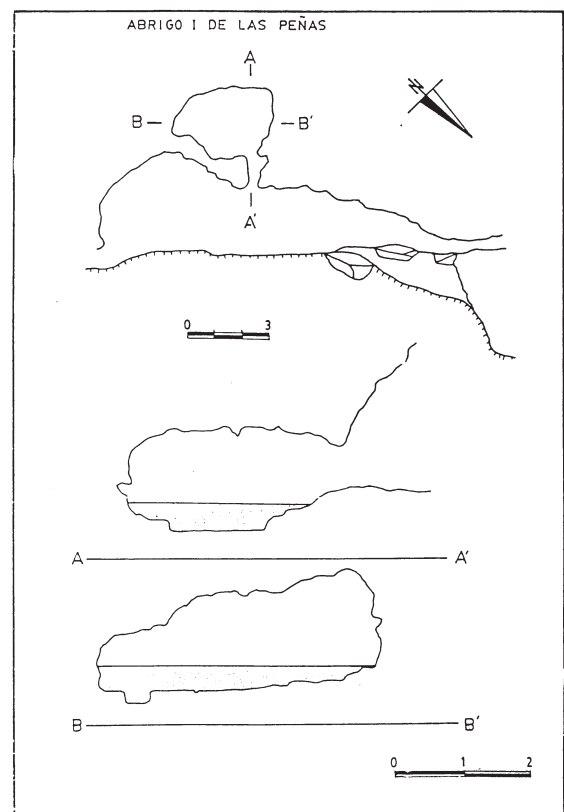 ABRIGO I DE LAS PEÑAS
A
B B'
A'
N
0 3
A A'
B B'
0 1 2